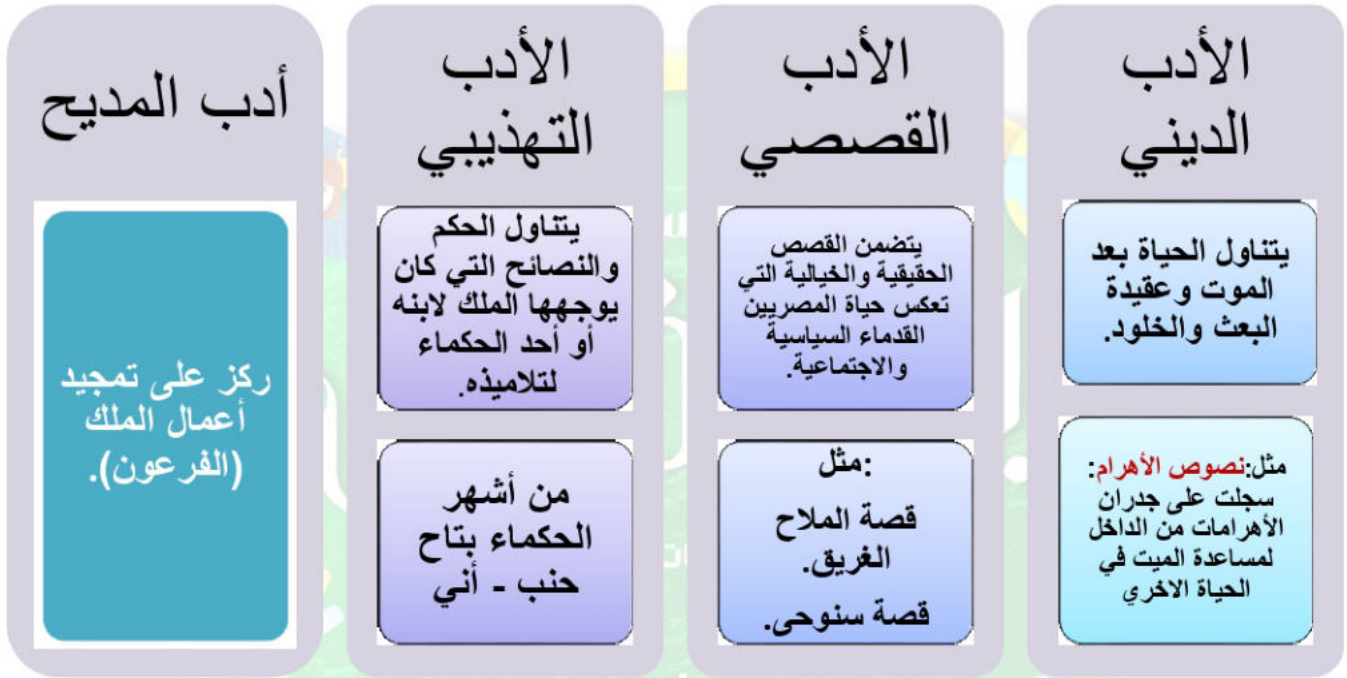 الأدب
الديني
يتناول الحياة بعد
الموت وعقيدة
البعث والخلود.
مثل:نصوص الأهرام:
سجلت على جدران
الأهرامات من الداخل
لمساعدة الميت في
الحياة الاخري
الأدب
القصصي
يتضمن القصص
الحقيقية والخيالية التي
تعكس حياة المصريين
القدماء السياسية
والاجتماعية.
:مثل
قصة الملاح
الغريق.
قصة سنوحى.
الأدب
التهذيبي
يتناول الحكم
والنصائح التي كان
يوجهها الملك لابنه
أو أحد الحكماء
لتلاميذه.
من أشهر
الحكماء بتاح
حنب - أني
أدب المديح
ركز على تمجيد
أعمال الملك
(الفرعون).